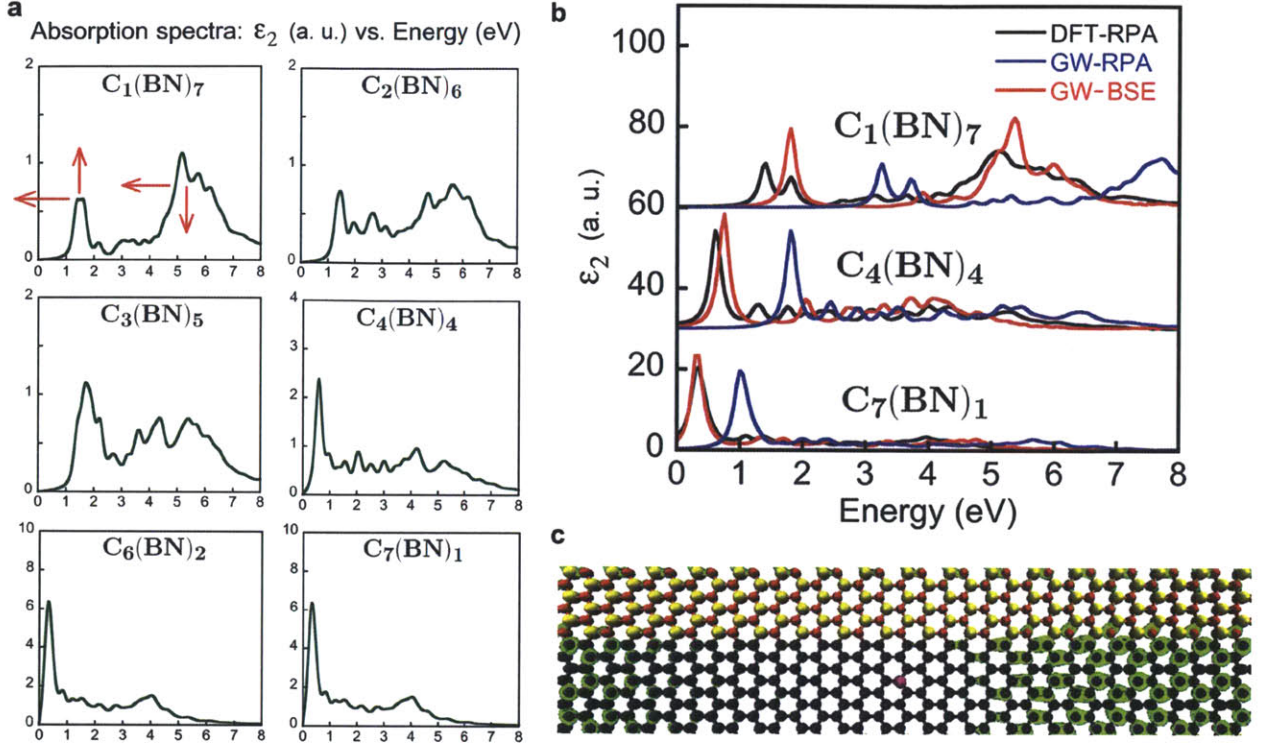 a
Absorption spectra: ε₂ (a. u.) vs. Energy (eV)
C₁(BN)₇
2
1
0
0 1 2 3 4 5 6 7 8
C₂(BN)₆
2
1
0
0 1 2 3 4 5 6 7 8
C₃(BN)₅
2
1
0
0 1 2 3 4 5 6 7 8
C₄(BN)₄
4
3
2
1
0
0 1 2 3 4 5 6 7 8
C₆(BN)₂
10
8
6
4
2
0
0 1 2 3 4 5 6 7 8
C₇(BN)₁
10
8
6
4
2
0
0 1 2 3 4 5 6 7 8
b
DFT-RPA
GW-RPA
GW-BSE
C₁(BN)₇
C₄(BN)₄
C₇(BN)₁
100
80
60
40
20
0
ε₂ (a. u.)
0 1 2 3 4 5 6 7 8
Energy (eV)
c